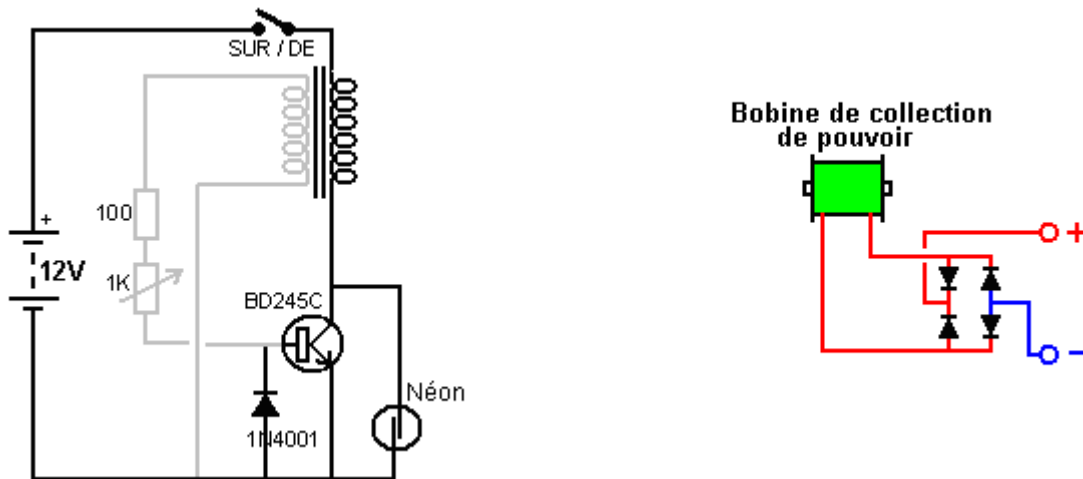 SUR / DE
Bobine de collection
de pouvoir
100
+
12V
1K
BD245C
+
Néon
1N4001
−